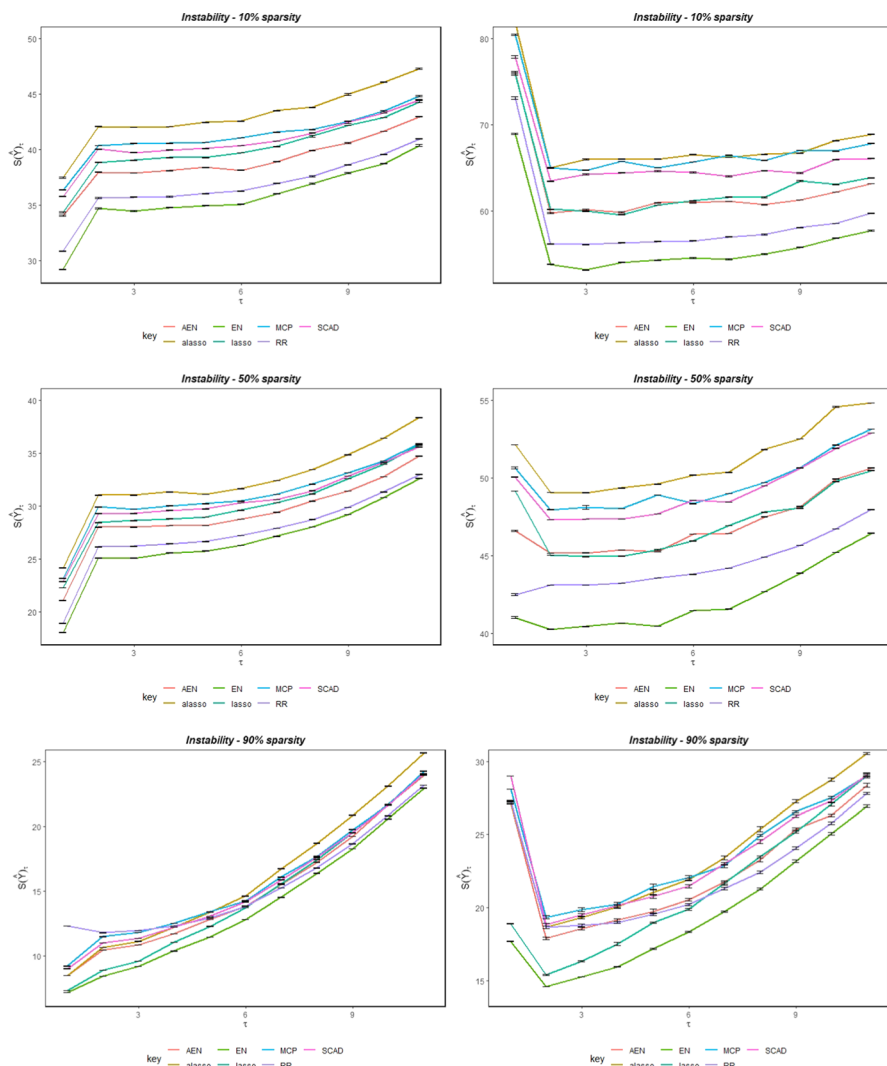 Instability - 10% sparsity
50
45
40
35
30
S(Ŷ)τ
3
6
9
τ
key
AEN
EN
MCP
SCAD
alasso
lasso
RR
Instability - 10% sparsity
80
70
60
S(Ŷ)τ
3
6
9
τ
key
AEN
EN
MCP
SCAD
alasso
lasso
RR
Instability - 50% sparsity
40
35
30
25
20
S(Ŷ)τ
3
6
9
τ
key
AEN
EN
MCP
SCAD
alasso
lasso
RR
Instability - 50% sparsity
55
50
45
40
S(Ŷ)τ
3
6
9
τ
key
AEN
EN
MCP
SCAD
alasso
lasso
RR
Instability - 90% sparsity
25
20
15
10
S(Ŷ)τ
3
6
9
τ
key
AEN
EN
MCP
SCAD
alasso
lasso
RR
Instability - 90% sparsity
30
25
20
15
S(Ŷ)τ
3
6
9
τ
key
AEN
EN
MCP
SCAD
alasso
lasso
RR